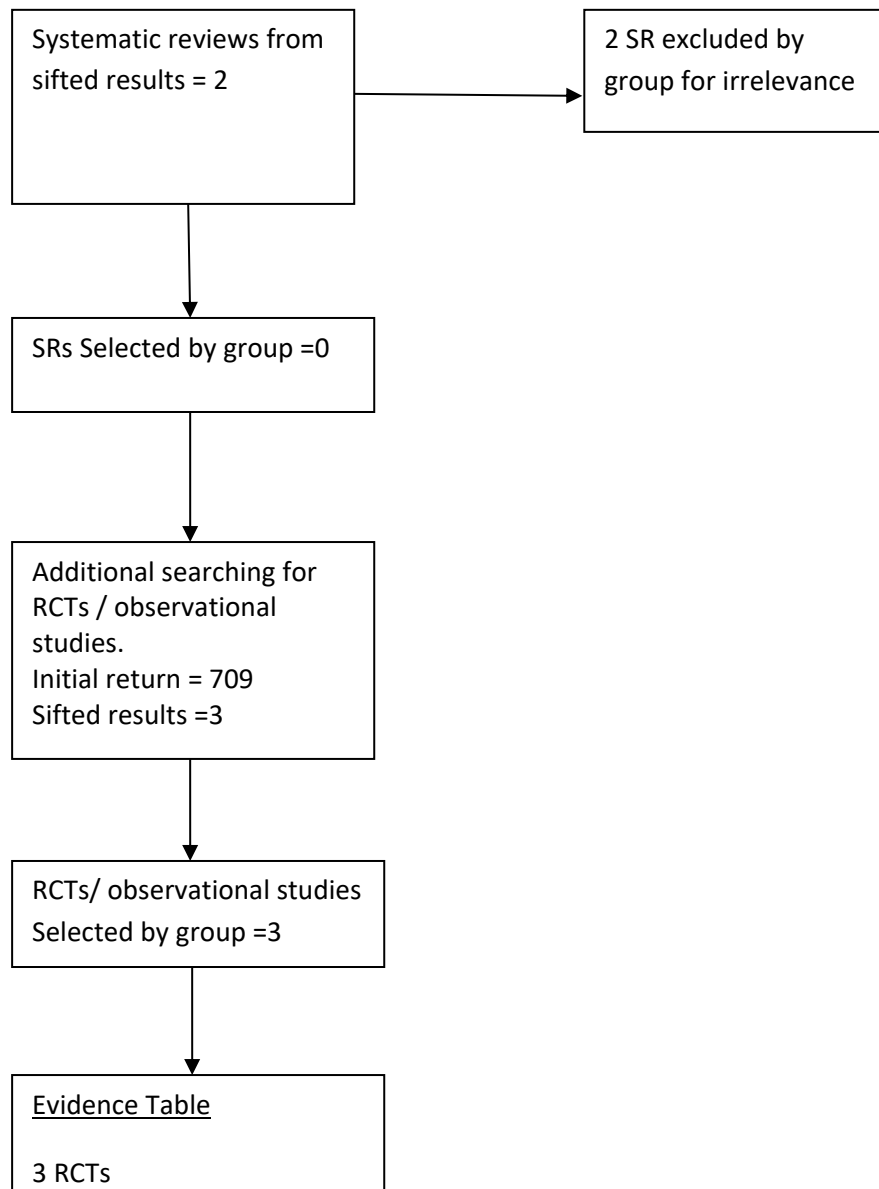 Systematic reviews from
sifted results = 2
2 SR excluded by
group for irrelevance
SRs Selected by group =0
Additional searching for
RCTs / observational
studies.
Initial return = 709
Sifted results =3
RCTs/ observational studies
Selected by group =3
Evidence Table
3 RCTs